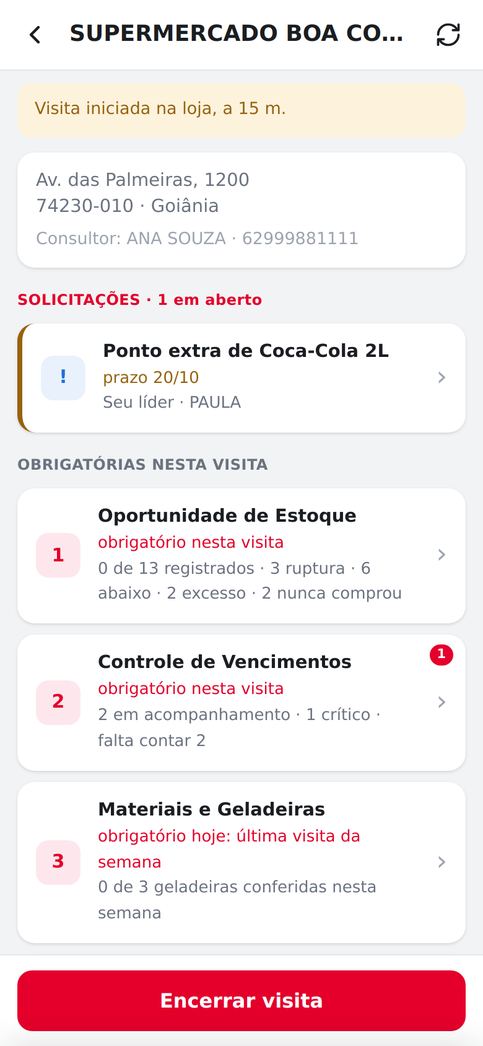 SUPERMERCADO BOA CO...
Visita iniciada na loja, a 15 m.
Av. das Palmeiras, 1200
74230-010 · Goiânia
Consultor: ANA SOUZA · 62999881111
SOLICITAÇÕES · 1 em aberto
!
Ponto extra de Coca-Cola 2L
prazo 20/10
Seu líder · PAULA
OBRIGATÓRIAS NESTA VISITA
1
Oportunidade de Estoque
obrigatório nesta visita
0 de 13 registrados · 3 ruptura · 6
abaixo · 2 excesso · 2 nunca comprou
1
2
Controle de Vencimentos
obrigatório nesta visita
2 em acompanhamento · 1 crítico ·
falta contar 2
3
Materiais e Geladeiras
obrigatório hoje: última visita da
semana
0 de 3 geladeiras conferidas nesta
semana
Encerrar visita